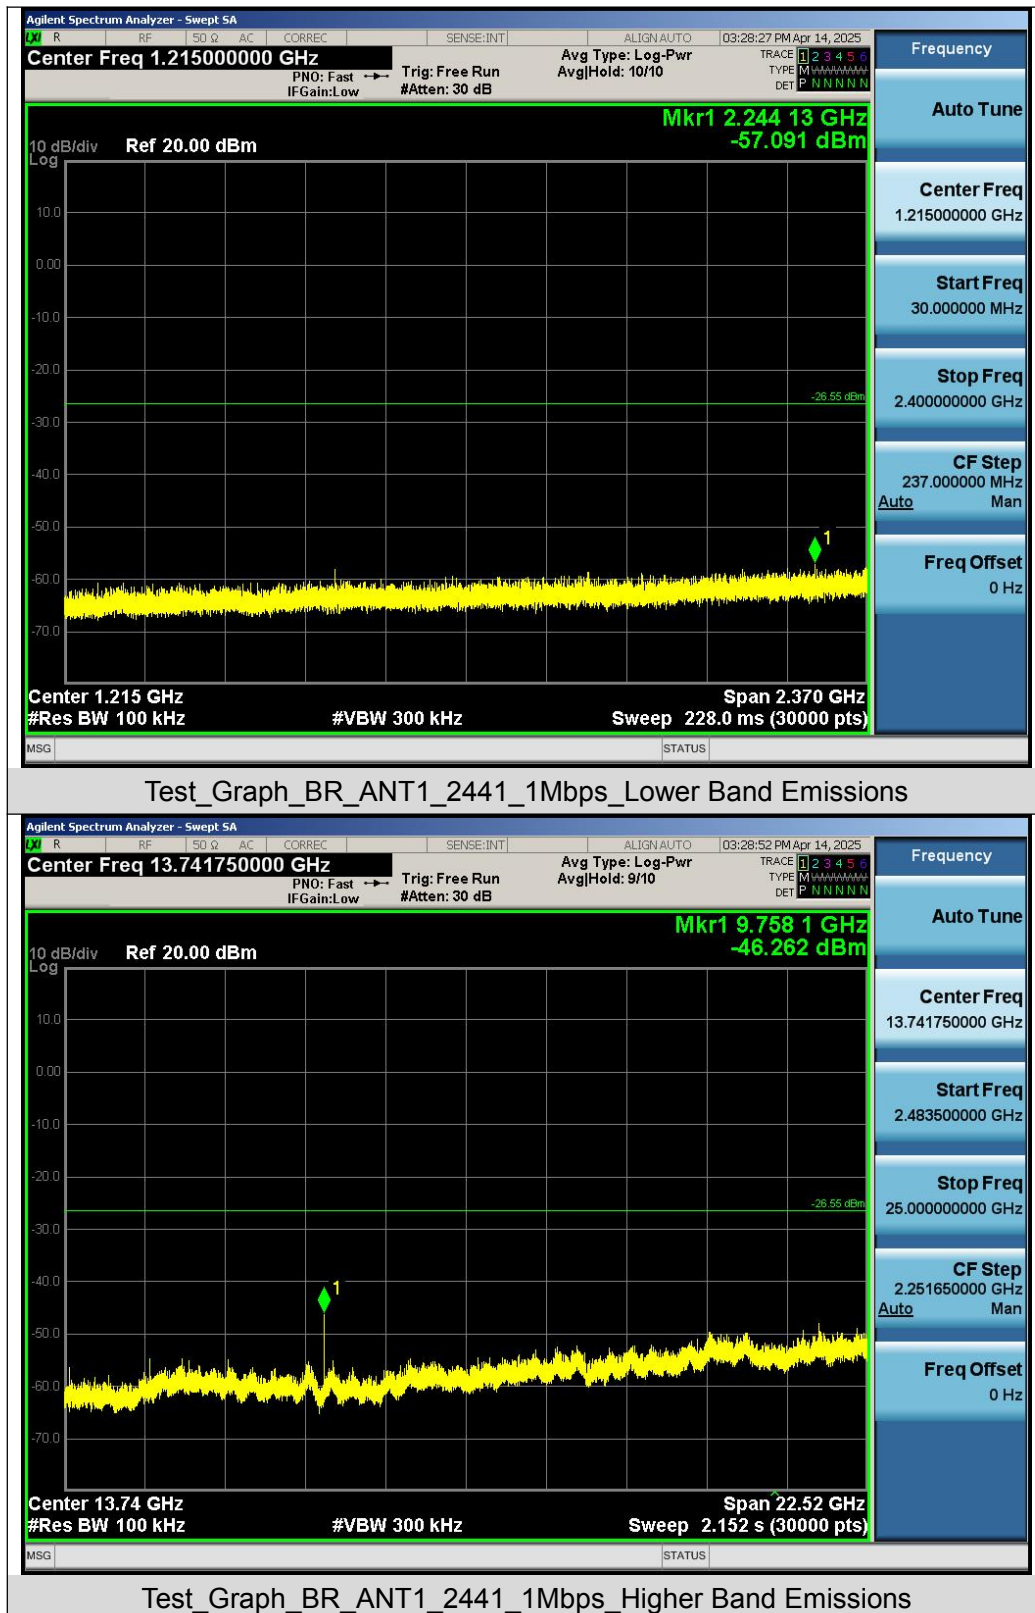 Agilent Spectrum Analyzer - Swept SA
LXI R RF 50 Ω AC CORREC SENSE:INT ALIGN AUTO 03:28:27 PM Apr 14, 2025
Center Freq 1.215000000 GHz
PNO: Fast
IFGain:Low
Trig: Free Run
#Atten: 30 dB
Avg Type: Log-Pwr
Avg|Hold: 10/10
TRACE 1 2 3 4 5 6
TYPE M
DET P N N N N N
Mkr1 2.244 13 GHz
-57.091 dBm
10 dB/div Ref 20.00 dBm
Log
10.0
0.00
-10.0
-20.0
-26.55 dBm
-30.0
-40.0
-50.0
1
-60.0
-70.0
Center 1.215 GHz Span 2.370 GHz
#Res BW 100 kHz #VBW 300 kHz Sweep 228.0 ms (30000 pts)
MSG STATUS
Frequency
Auto Tune
Center Freq
1.215000000 GHz
Start Freq
30.000000 MHz
Stop Freq
2.400000000 GHz
CF Step
237.000000 MHz
Auto Man
Freq Offset
0 Hz
Test_Graph_BR_ANT1_2441_1Mbps_Lower Band Emissions
Agilent Spectrum Analyzer - Swept SA
LXI R RF 50 Ω AC CORREC SENSE:INT ALIGN AUTO 03:28:52 PM Apr 14, 2025
Center Freq 13.741750000 GHz
PNO: Fast
IFGain:Low
Trig: Free Run
#Atten: 30 dB
Avg Type: Log-Pwr
Avg|Hold: 9/10
TRACE 1 2 3 4 5 6
TYPE M
DET P N N N N N
Mkr1 9.758 1 GHz
-46.262 dBm
10 dB/div Ref 20.00 dBm
Log
10.0
0.00
-10.0
-20.0
-26.55 dBm
-30.0
-40.0
1
-50.0
-60.0
-70.0
Center 13.74 GHz Span 22.52 GHz
#Res BW 100 kHz #VBW 300 kHz Sweep 2.152 s (30000 pts)
MSG STATUS
Frequency
Auto Tune
Center Freq
13.741750000 GHz
Start Freq
2.483500000 GHz
Stop Freq
25.000000000 GHz
CF Step
2.251650000 GHz
Auto Man
Freq Offset
0 Hz
Test_Graph_BR_ANT1_2441_1Mbps_Higher Band Emissions